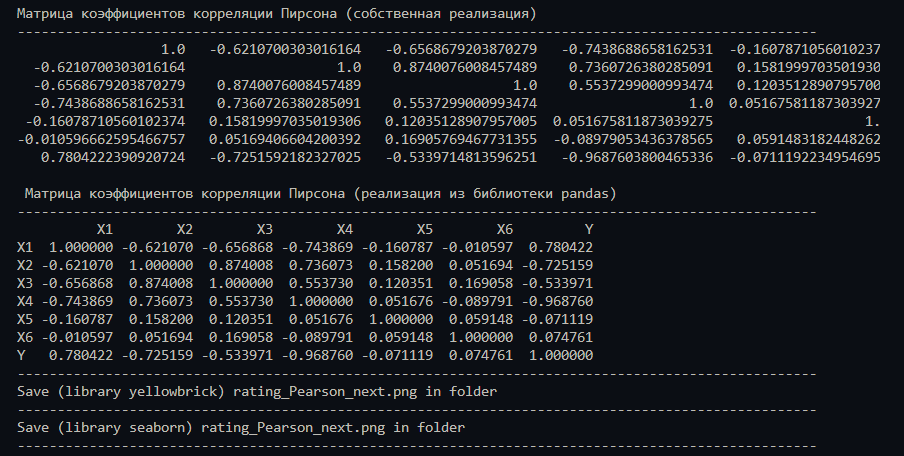 Матрица коэффициентов корреляции Пирсона (собственная реализация)
----------------------------------------------------------------------------------------------------
1.0 -0.6210700303016164 -0.6568679203870279 -0.7438688658162531 -0.1607871056010237
-0.6210700303016164 1.0 0.8740076008457489 0.7360726380285091 0.1581999703501930
-0.6568679203870279 0.8740076008457489 1.0 0.5537299000993474 0.1203512890795700
-0.7438688658162531 0.7360726380285091 0.5537299000993474 1.0 0.05167581187303927
-0.16078710560102374 0.15819997035019306 0.12035128907957005 0.051675811873039275 1.
-0.010596662595466757 0.05169406604200392 0.16905769467731355 -0.08979053436378565 0.0591483182448262
0.7804222390920724 -0.7251592182327025 -0.5339714813596251 -0.9687603800465336 -0.0711192234954695
Матрица коэффициентов корреляции Пирсона (реализация из библиотеки pandas)
----------------------------------------------------------------------------------------------------
X1 X2 X3 X4 X5 X6 Y
X1 1.000000 -0.621070 -0.656868 -0.743869 -0.160787 -0.010597 0.780422
X2 -0.621070 1.000000 0.874008 0.736073 0.158200 0.051694 -0.725159
X3 -0.656868 0.874008 1.000000 0.553730 0.120351 0.169058 -0.533971
X4 -0.743869 0.736073 0.553730 1.000000 0.051676 -0.089791 -0.968760
X5 -0.160787 0.158200 0.120351 0.051676 1.000000 0.059148 -0.071119
X6 -0.010597 0.051694 0.169058 -0.089791 0.059148 1.000000 0.074761
Y 0.780422 -0.725159 -0.533971 -0.968760 -0.071119 0.074761 1.000000
----------------------------------------------------------------------------------------------------
Save (library yellowbrick) rating_Pearson_next.png in folder
----------------------------------------------------------------------------------------------------
Save (library seaborn) rating_Pearson_next.png in folder
----------------------------------------------------------------------------------------------------